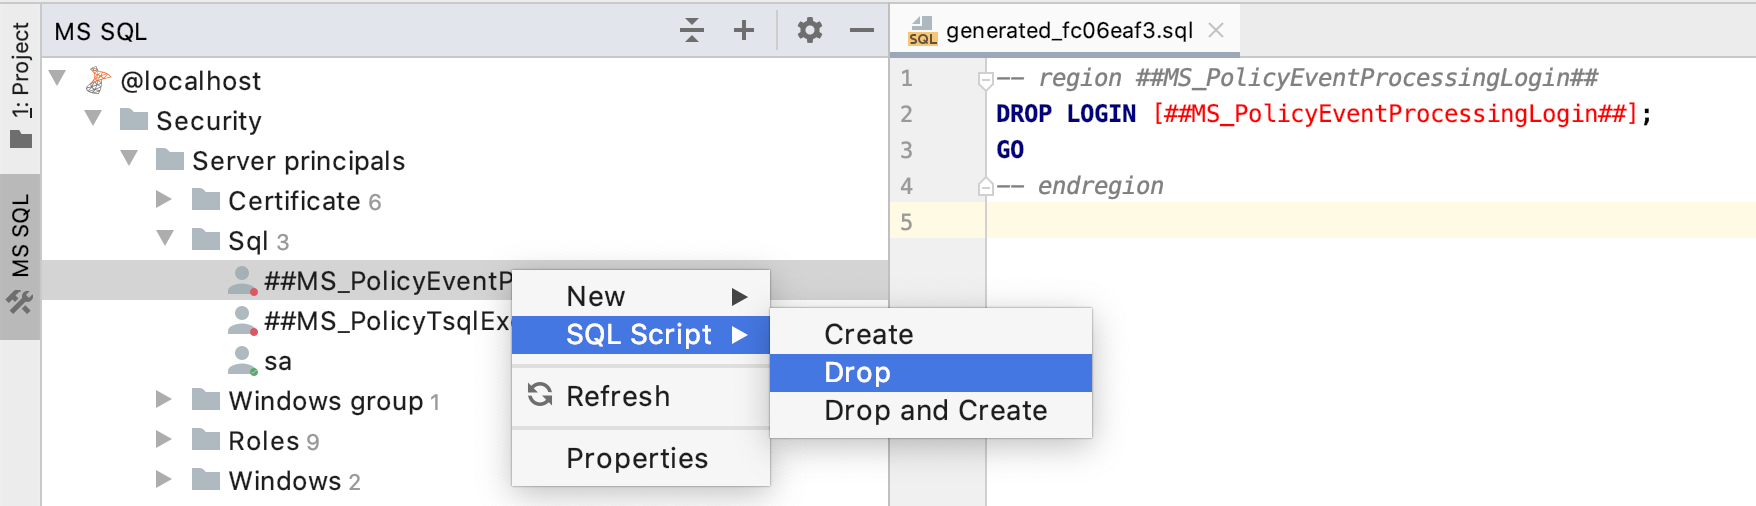 1: Project
MS SQL
MS SQL
@localhost
Security
Server principals
Certificate 6
Sql 3
##MS_PolicyEventP
##MS_PolicyTsqlEx
sa
Windows group 1
Roles 9
Windows 2
New
SQL Script
Refresh
Properties
Create
Drop
Drop and Create
SQL generated_fc06eaf3.sql
1 -- region ##MS_PolicyEventProcessingLogin##
2 DROP LOGIN [##MS_PolicyEventProcessingLogin##];
3 GO
4 -- endregion
5